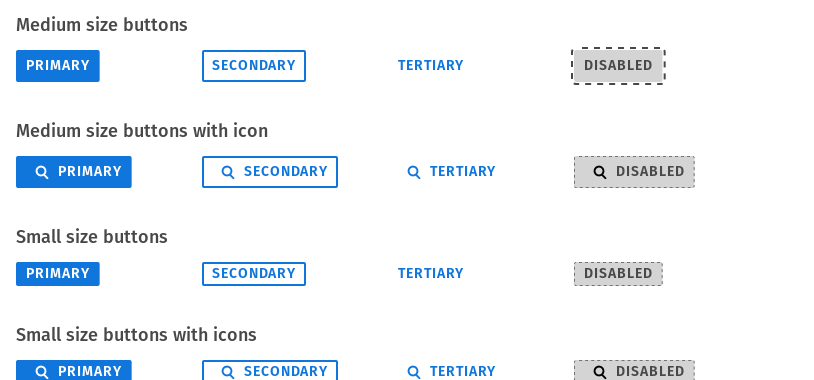 Medium size buttons
PRIMARY SECONDARY TERTIARY DISABLED
Medium size buttons with icon
PRIMARY SECONDARY TERTIARY DISABLED
Small size buttons
PRIMARY SECONDARY TERTIARY DISABLED
Small size buttons with icons
PRIMARY SECONDARY TERTIARY DISABLED